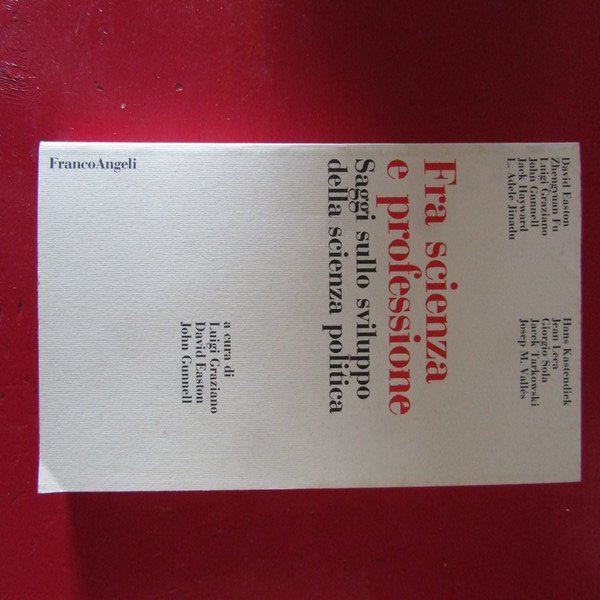 David Easton
Zhengyuan Fu
Luigi Graziano
John Gunnell
Jack Hayward
L. Adele Jinadu
Hans Kastendiek
Jean Leca
Giorgio Sola
Jacek Tarkowski
Josep M. Vallès
Fra scienza
e professione
Saggi sullo sviluppo
della scienza politica
a cura di
Luigi Graziano
David Easton
John Gunnell
FrancoAngeli